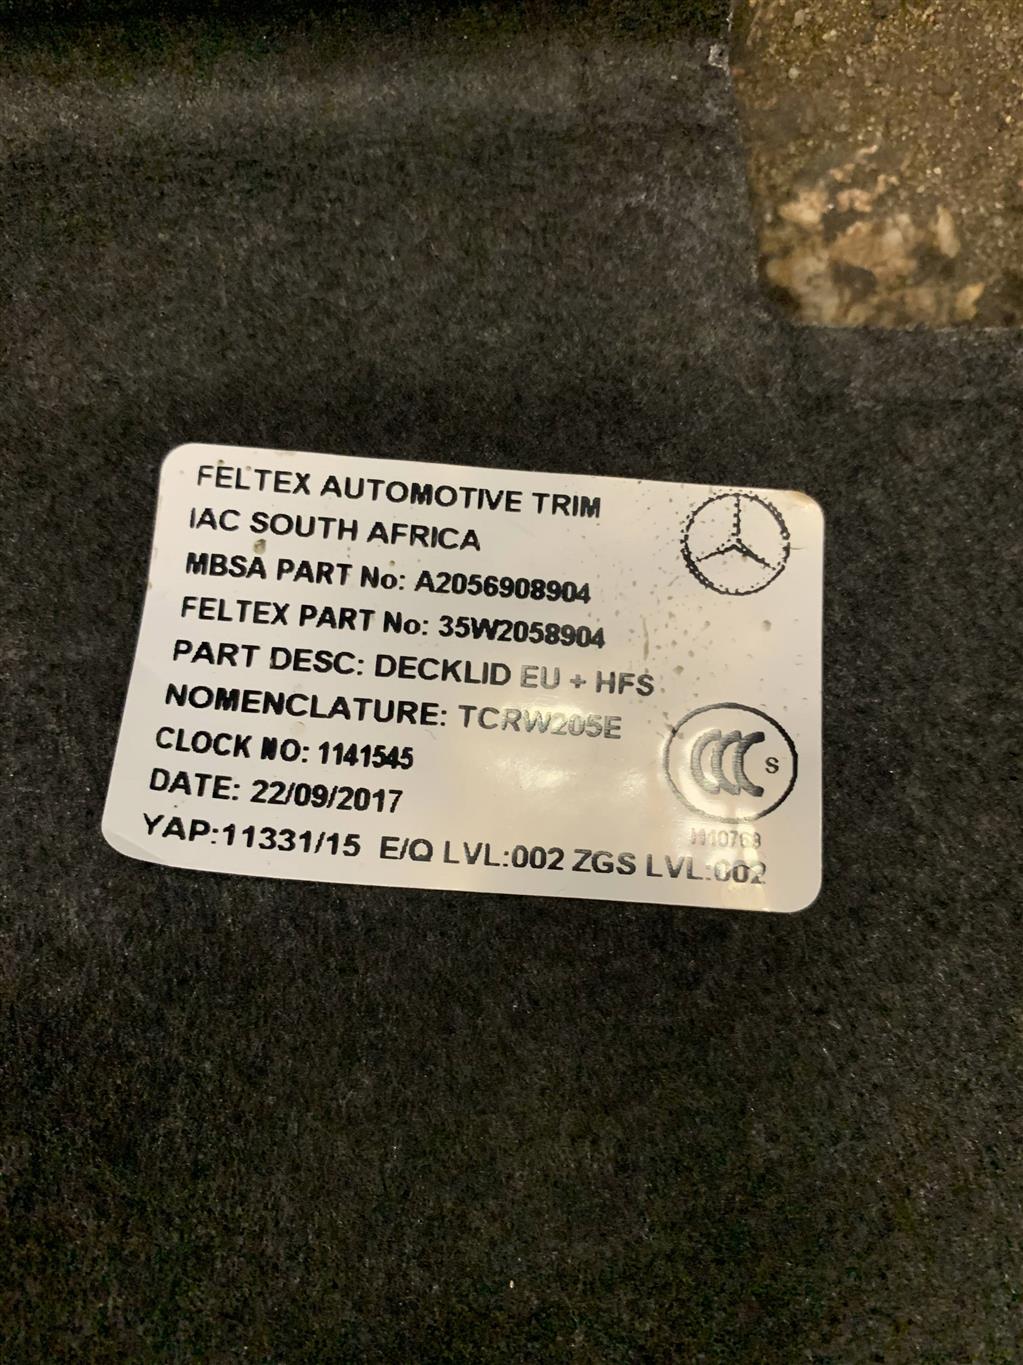 FELTEX AUTOMOTIVE TRIM
IAC SOUTH AFRICA
MBSA PART No: A2056908904
FELTEX PART No: 35W2058904
PART DESC: DECKLID EU + HFS
NOMENCLATURE: TCRW205E
CLOCK NO: 1141545
DATE: 22/09/2017
YAP:11331/15 E/Q LVL:002 ZGS LVL:002
CCC S